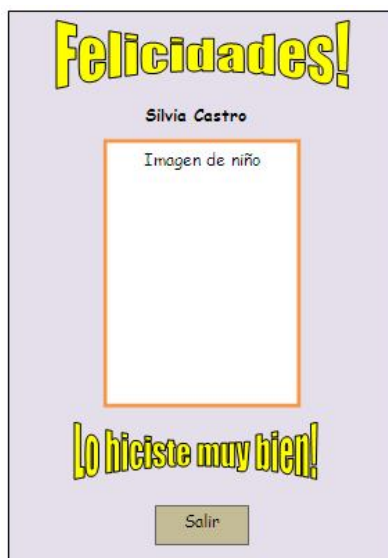 Felicidades!
Silvia Castro
Imagen de niño
Lo hiciste muy bien!
Salir